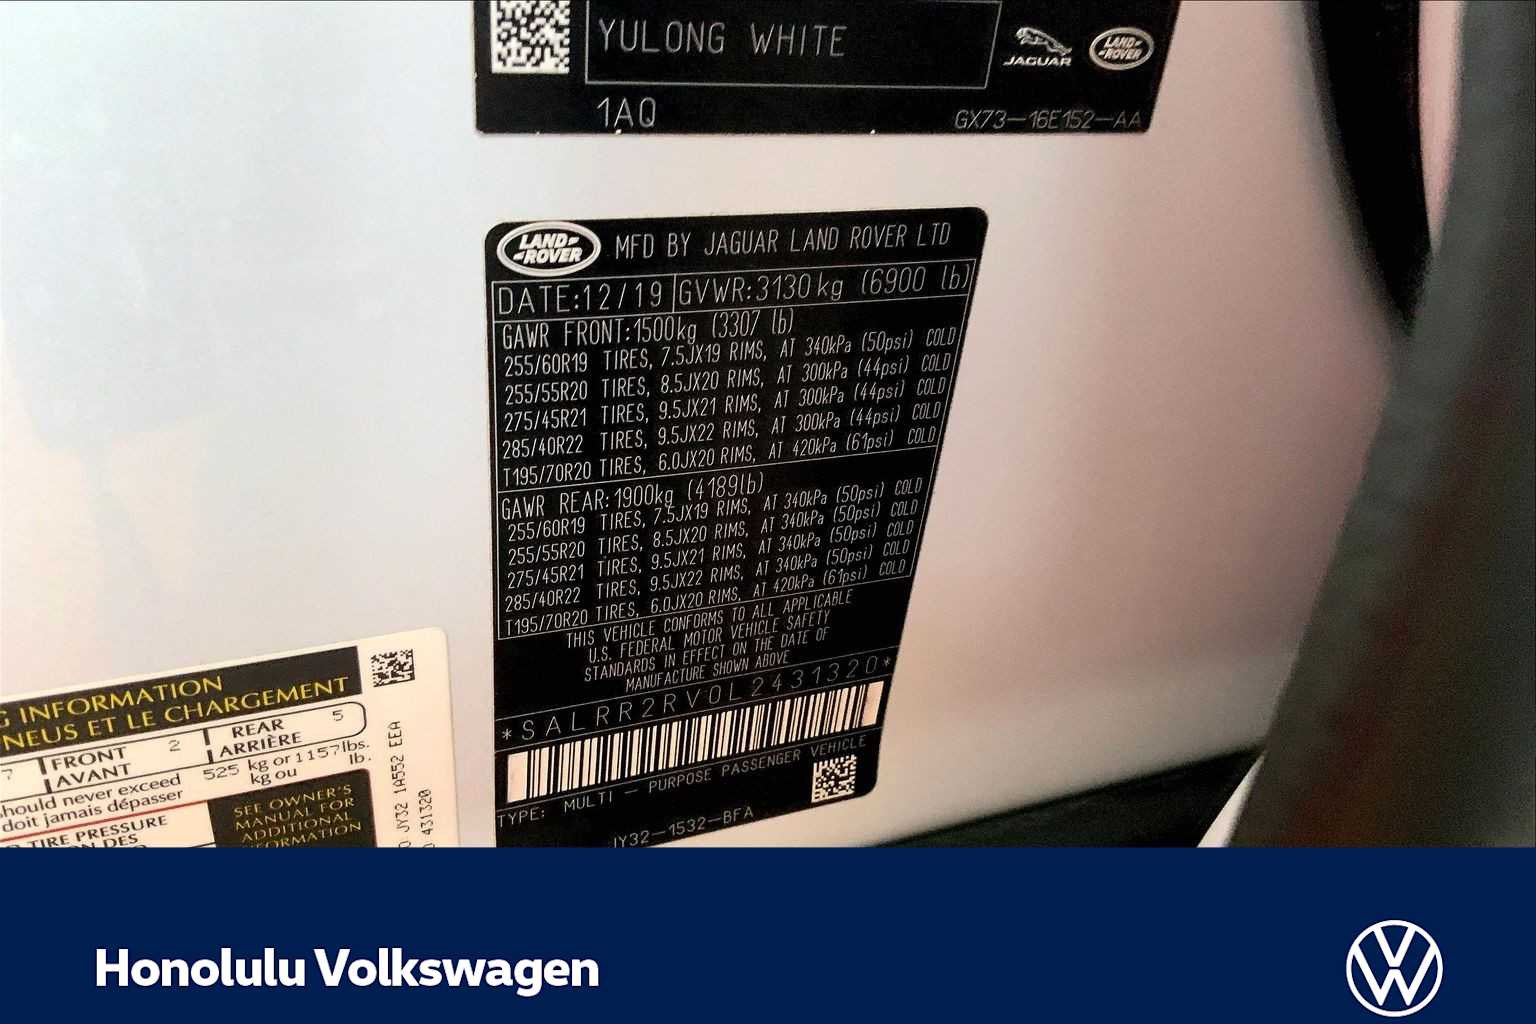 YULONG WHITE
JAGUAR
LAND-
-ROVER
1AQ
GX73-16E152-AA
LAND-
-ROVER
MFD BY JAGUAR LAND ROVER LTD
DATE:12/19 GVWR:3130kg (6900 lb)
GAWR FRONT:1500kg (3307 lb)
255/60R19 TIRES, 7.5JX19 RIMS, AT 340kPa (50psi) COLD
255/55R20 TIRES, 8.5JX20 RIMS, AT 300kPa (44psi) COLD
275/45R21 TIRES, 9.5JX21 RIMS, AT 300kPa (44psi) COLD
285/40R22 TIRES, 9.5JX22 RIMS, AT 300kPa (44psi) COLD
T195/70R20 TIRES, 6.0JX20 RIMS, AT 420kPa (61psi) COLD
GAWR REAR:1900kg (4189lb)
255/60R19 TIRES, 7.5JX19 RIMS, AT 340kPa (50psi) COLD
255/55R20 TIRES, 8.5JX20 RIMS, AT 340kPa (50psi) COLD
275/45R21 TIRES, 9.5JX21 RIMS, AT 340kPa (50psi) COLD
285/40R22 TIRES, 9.5JX22 RIMS, AT 340kPa (50psi) COLD
T195/70R20 TIRES, 6.0JX20 RIMS, AT 420kPa (61psi) COLD
THIS VEHICLE CONFORMS TO ALL APPLICABLE
U.S. FEDERAL MOTOR VEHICLE SAFETY
STANDARDS IN EFFECT ON THE DATE OF
MANUFACTURE SHOWN ABOVE
*SALRR2RV0L2431320*
TYPE: MULTI - PURPOSE PASSENGER VEHICLE
JY32-1532-BFA
G INFORMATION
NEUS ET LE CHARGEMENT
7 FRONT 2 REAR 5
AVANT ARRIÈRE
should never exceed 525 kg or 1157 lbs.
doit jamais dépasser kg ou lb.
TIRE PRESSURE
ON DES
SEE OWNER'S
MANUAL FOR
ADDITIONAL
INFORMATION
JY32 1A552 EEA
431320
Honolulu Volkswagen